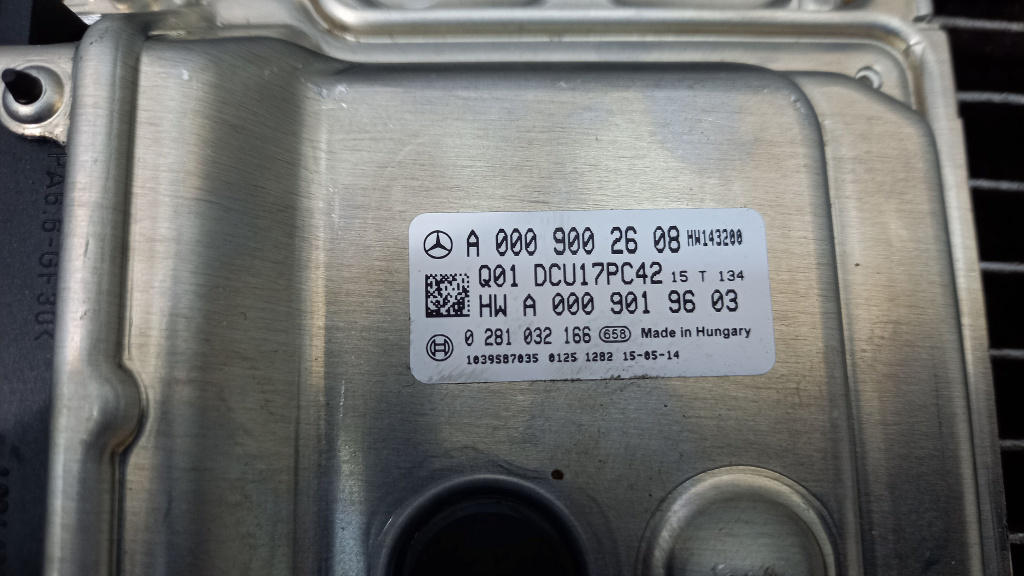 A 000 900 26 08 HW143200
Q01 DCU17PC42 15 T 134
HW A 000 901 96 03
0 281 032 166 658 Made in Hungary
1039S87035 0125 1282 15-05-14